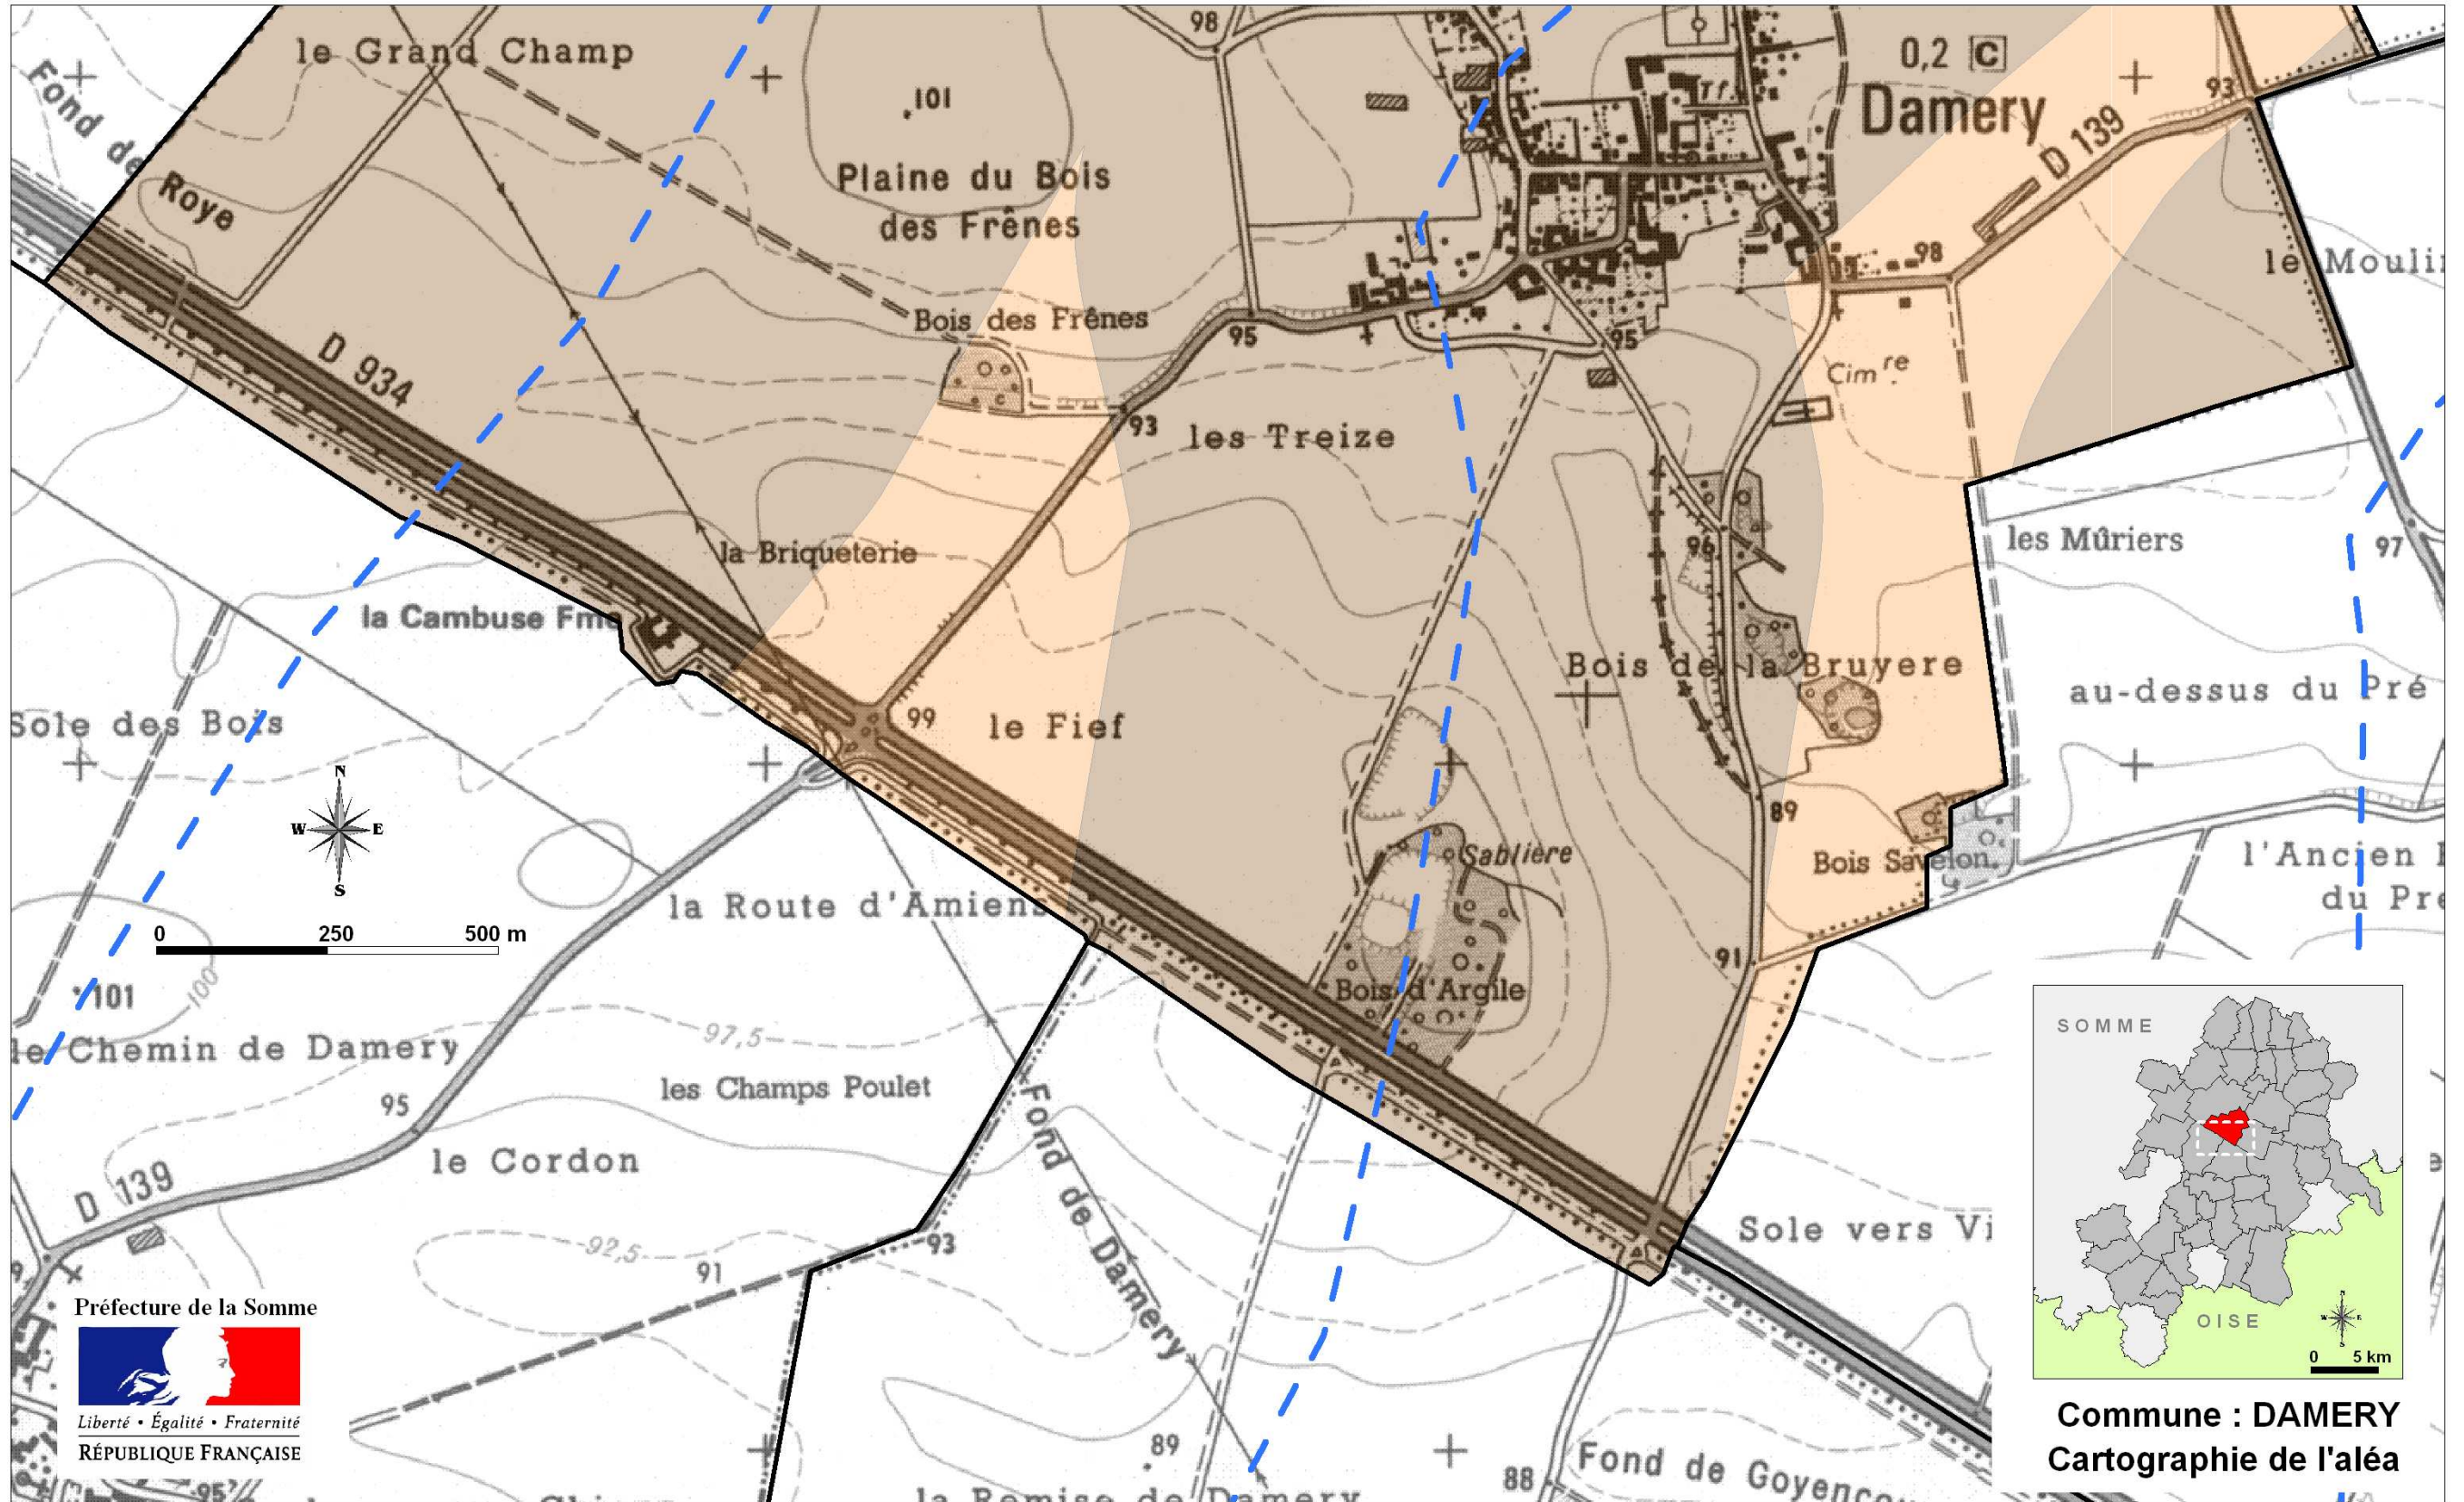 98
le Grand Champ
0,2 C
Fond de
Roye
101
Tf.
Damery
93
D 139
Plaine du Bois
des Frênes
98
le Moulin
Bois des Frênes
95
95
D 934
Cim re
93
les Treize
la Briqueterie
96
les Mûriers
97
la Cambuse Fme
Bois de la Bruyere
au-dessus du Pré
Sole des Bois
99
le Fief
N
W E
S
89
Sablière
Bois Savelon.
l'Ancien
du Pré
la Route d'Amiens
0 250 500 m
91
101
100
Bois d'Argile
SOMME
le Chemin de Damery
97,5
les Champs Poulet
95
Fond de Damery
le Cordon
D 139
Sole vers Vi
93
92,5
91
Préfecture de la Somme
Liberté • Égalité • Fraternité
RÉPUBLIQUE FRANÇAISE
OISE
N
W E
0 5 km
Commune : DAMERY
Cartographie de l'aléa
89
Fond de Goyencou
88
95
la Remise de Damery